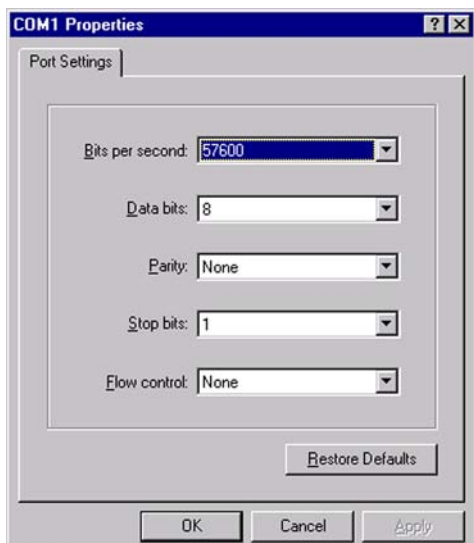 COM1 Properties
Port Settings
Bits per second: 57600
Data bits: 8
Parity: None
Stop bits: 1
Flow control: None
Restore Defaults
OK Cancel Apply